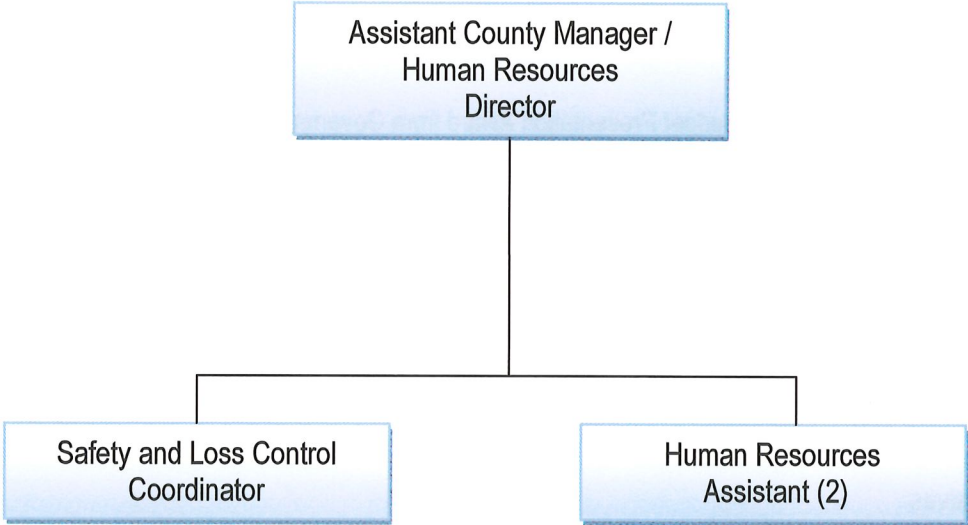 Assistant County Manager /
Human Resources
Director
Safety and Loss Control
Coordinator
Human Resources
Assistant (2)